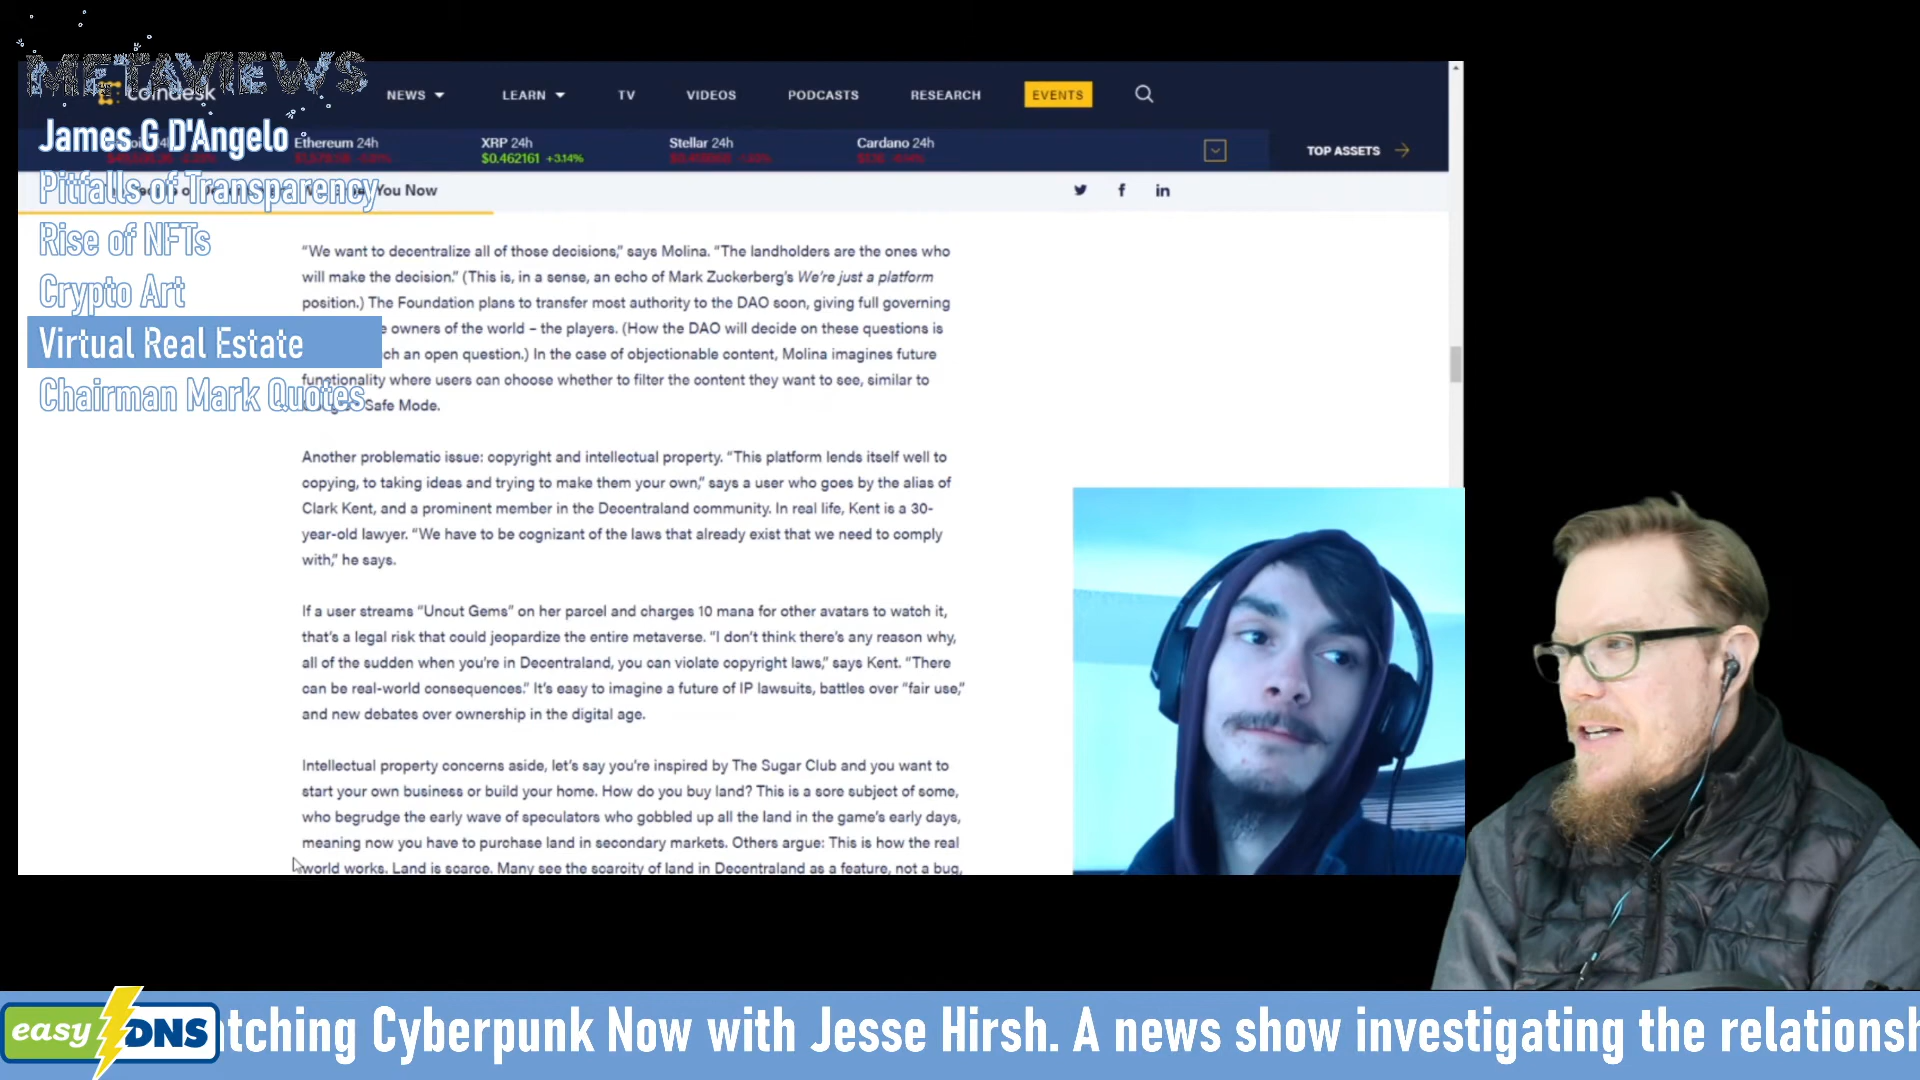 METAVIEWS
coindesk
NEWS
LEARN
TV
VIDEOS
PODCASTS
RESEARCH
EVENTS
James G D'Angelo
Ethereum 24h
XRP 24h
$0.462161 +3.14%
Stellar 24h
Cardano 24h
TOP ASSETS
Pitfalls of Transparency
You Now
Rise of NFTs
Crypto Art
Virtual Real Estate
Chairman Mark Quotes
“We want to decentralize all of those decisions,” says Molina. “The landholders are the ones who
will make the decision.” (This is, in a sense, an echo of Mark Zuckerberg’s We’re just a platform
position.) The Foundation plans to transfer most authority to the DAO soon, giving full governing
owners of the world – the players. (How the DAO will decide on these questions is
an open question.) In the case of objectionable content, Molina imagines future
functionality where users can choose whether to filter the content they want to see, similar to
Safe Mode.
Another problematic issue: copyright and intellectual property. “This platform lends itself well to
copying, to taking ideas and trying to make them your own,” says a user who goes by the alias of
Clark Kent, and a prominent member in the Decentraland community. In real life, Kent is a 30-
year-old lawyer. “We have to be cognizant of the laws that already exist that we need to comply
with,” he says.
If a user streams “Uncut Gems” on her parcel and charges 10 mana for other avatars to watch it,
that’s a legal risk that could jeopardize the entire metaverse. “I don’t think there’s any reason why,
all of the sudden when you’re in Decentraland, you can violate copyright laws,” says Kent. “There
can be real-world consequences.” It’s easy to imagine a future of IP lawsuits, battles over “fair use,”
and new debates over ownership in the digital age.
Intellectual property concerns aside, let’s say you’re inspired by The Sugar Club and you want to
start your own business or build your home. How do you buy land? This is a sore subject of some,
who begrudge the early wave of speculators who gobbled up all the land in the game’s early days,
meaning now you have to purchase land in secondary markets. Others argue: This is how the real
world works. Land is scarce. Many see the scarcity of land in Decentraland as a feature, not a bug,
easy DNS
atching Cyberpunk Now with Jesse Hirsh. A news show investigating the relationsh